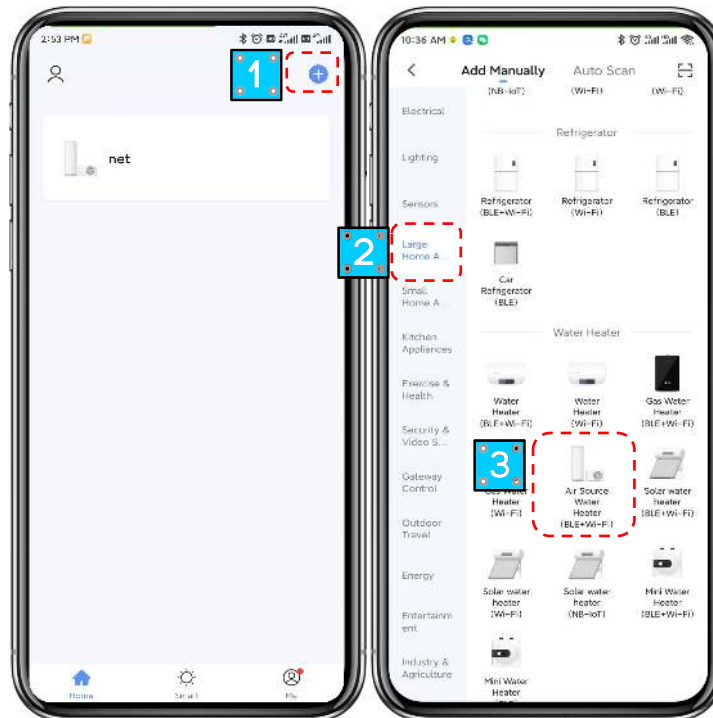 2:53 PM
1
net
Home
Smart
Me
10:36 AM
Add Manually
Auto Scan
(NB-IoT)
(Wi-Fi)
(Wi-Fi)
Electrical
Lighting
Sensors
2
Large
Home A...
Small
Home A...
Kitchen
Appliances
Exercise &
Health
Security &
Video S...
Gateway
Control
Outdoor
Travel
Energy
Entertainm
ent
Industry &
Agriculture
Refrigerator
Refrigerator
(BLE+Wi-Fi)
Refrigerator
(Wi-Fi)
Refrigerator
(BLE)
Car
Refrigerator
(BLE)
Water Heater
Water
Heater
(BLE+Wi-Fi)
Water
Heater
(Wi-Fi)
Gas Water
Heater
(BLE+Wi-Fi)
3
Gas Water
Heater
(Wi-Fi)
Air Source
Water
Heater
(BLE+Wi-Fi)
Solar water
heater
(BLE+Wi-Fi)
Solar water
heater
(Wi-Fi)
Solar water
heater
(NB-IoT)
Mini Water
Heater
(BLE+Wi-Fi)
Mini Water
Heater